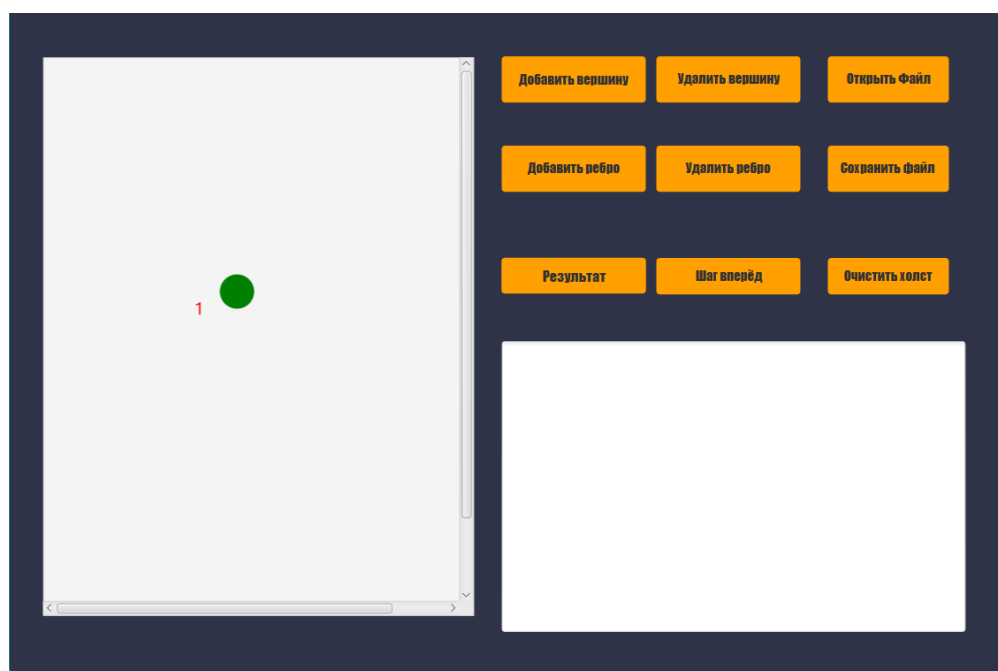 Добавить вершину
Удалить вершину
Открыть Файл
Добавить ребро
Удалить ребро
Сохранить файл
Результат
Шаг вперёд
Очистить холст
1